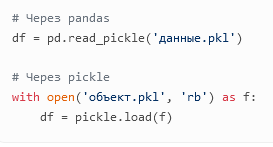 # Через pandas
df = pd.read_pickle('данные.pkl')
# Через pickle
with open('объект.pkl', 'rb') as f:
    df = pickle.load(f)